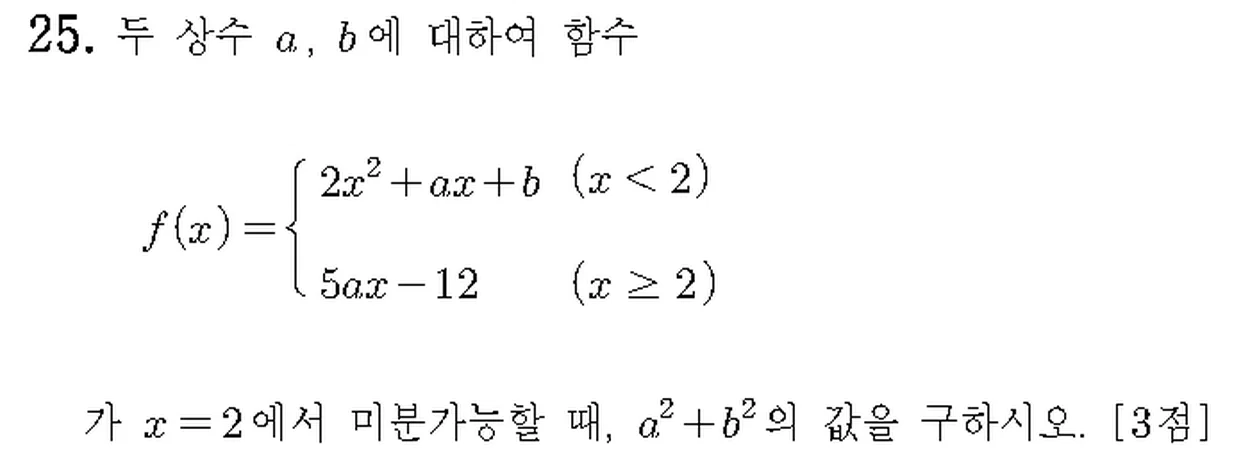 25. 두 상수 a, b에 대하여 함수
f(x) = { 2x² + ax + b (x < 2)
5ax - 12 (x ≥ 2)
가 x = 2에서 미분가능할 때, a² + b²의 값을 구하시오. [3점]